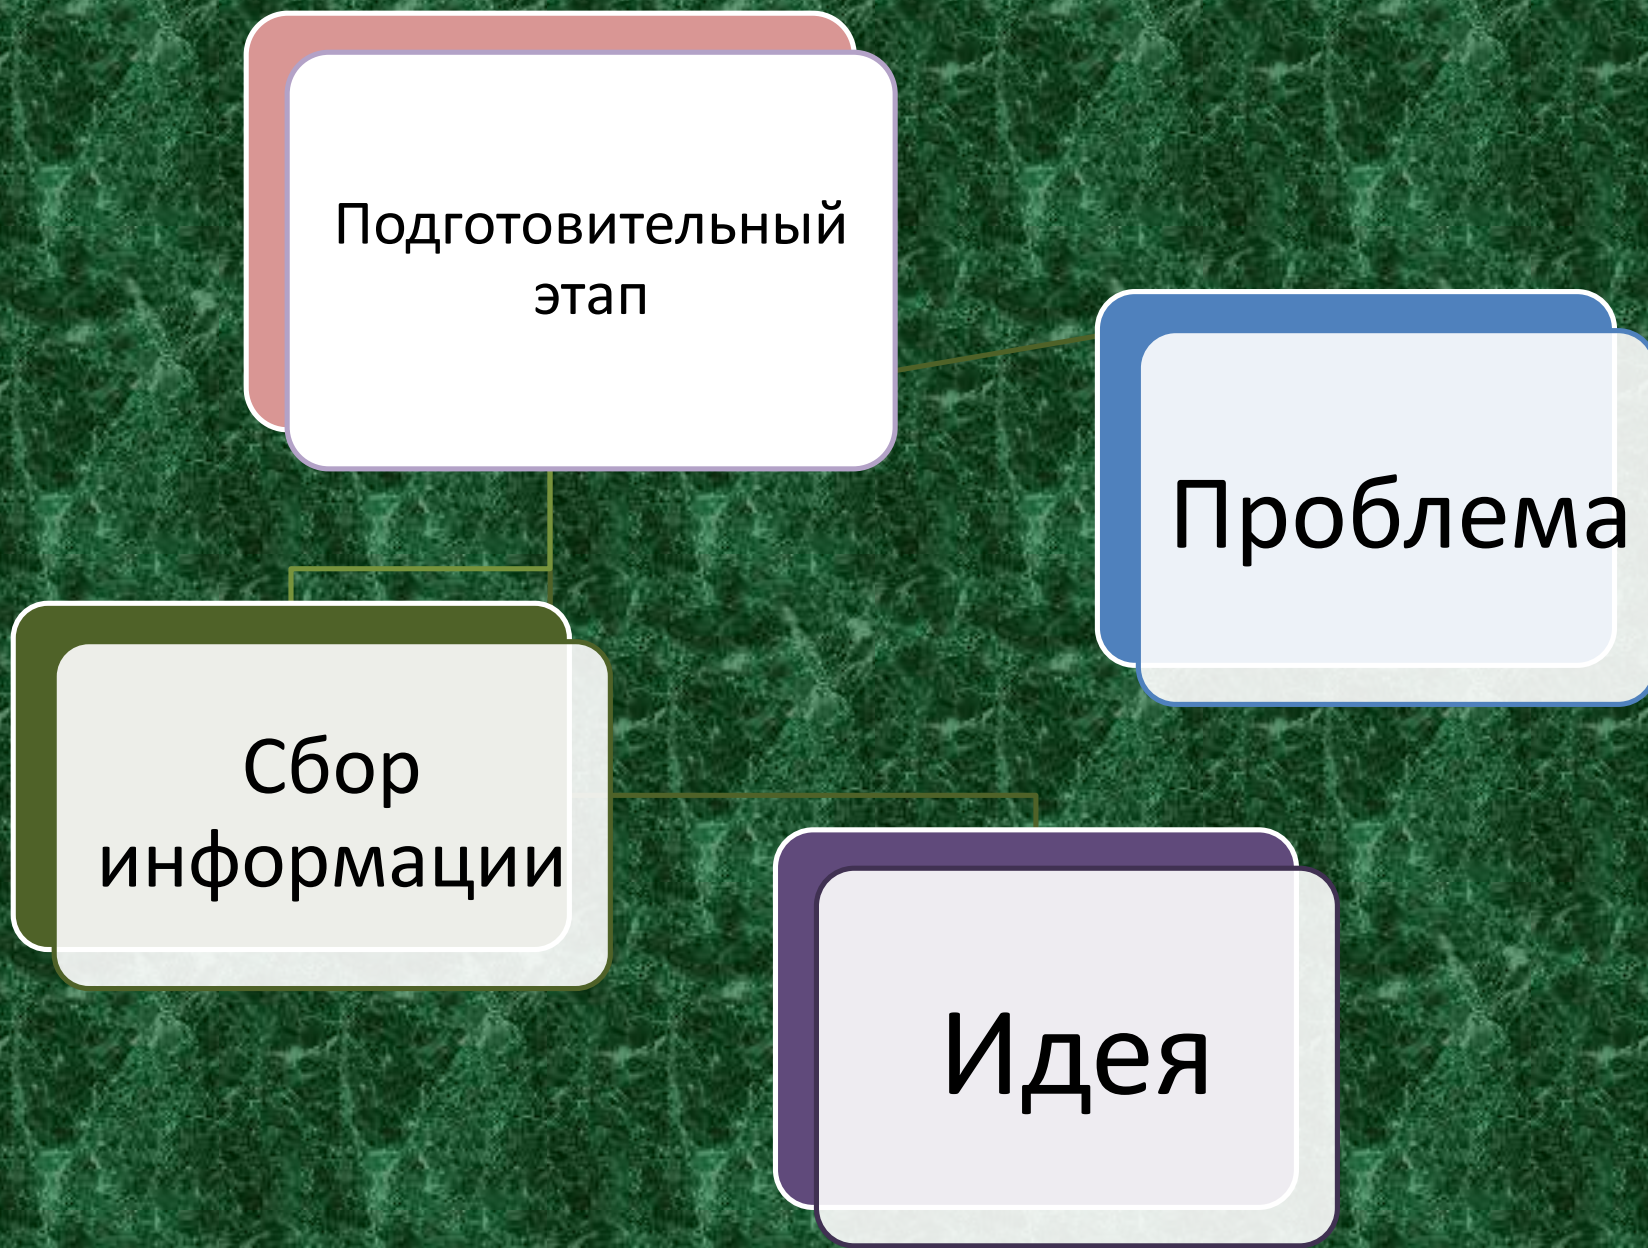 Подготовительный
этап
Проблема
Сбор
информации
Идея